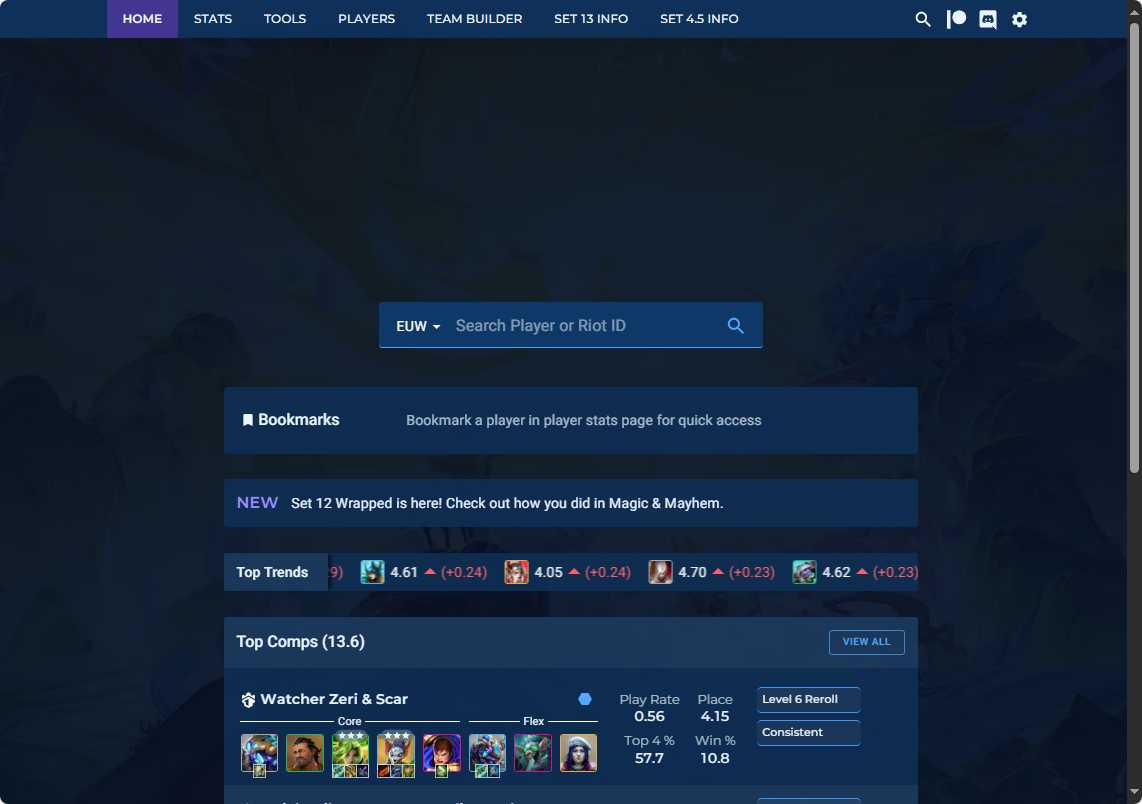 HOME STATS TOOLS PLAYERS TEAM BUILDER SET 13 INFO SET 4.5 INFO
EUW Search Player or Riot ID
Bookmarks Bookmark a player in player stats page for quick access
NEW Set 12 Wrapped is here! Check out how you did in Magic & Mayhem.
Top Trends 9) 4.61 (+0.24) 4.05 (+0.24) 4.70 (+0.23) 4.62 (+0.23)
Top Comps (13.6) VIEW ALL
Watcher Zeri & Scar
Core Flex
Play Rate Place
0.56 4.15
Top 4 % Win %
57.7 10.8
Level 6 Reroll
Consistent